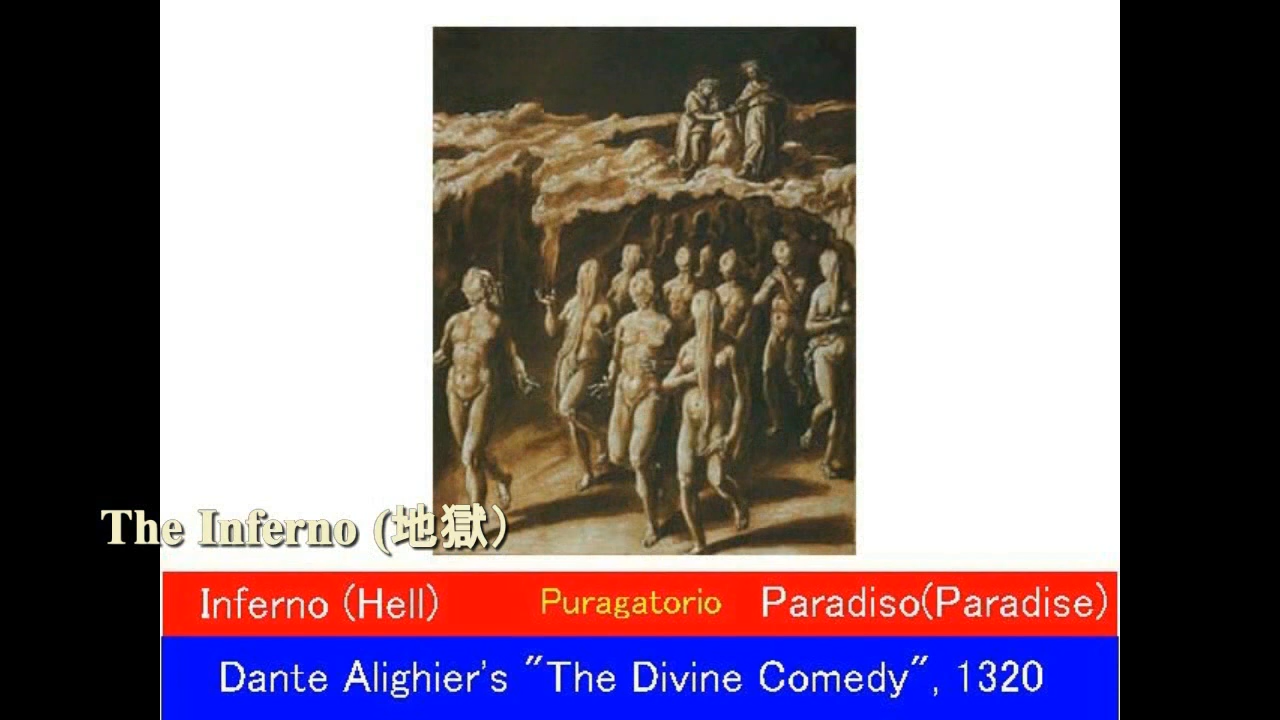 The Inferno (地獄)
Inferno (Hell) Puragatorio Paradiso(Paradise)
Dante Alighier's "The Divine Comedy", 1320